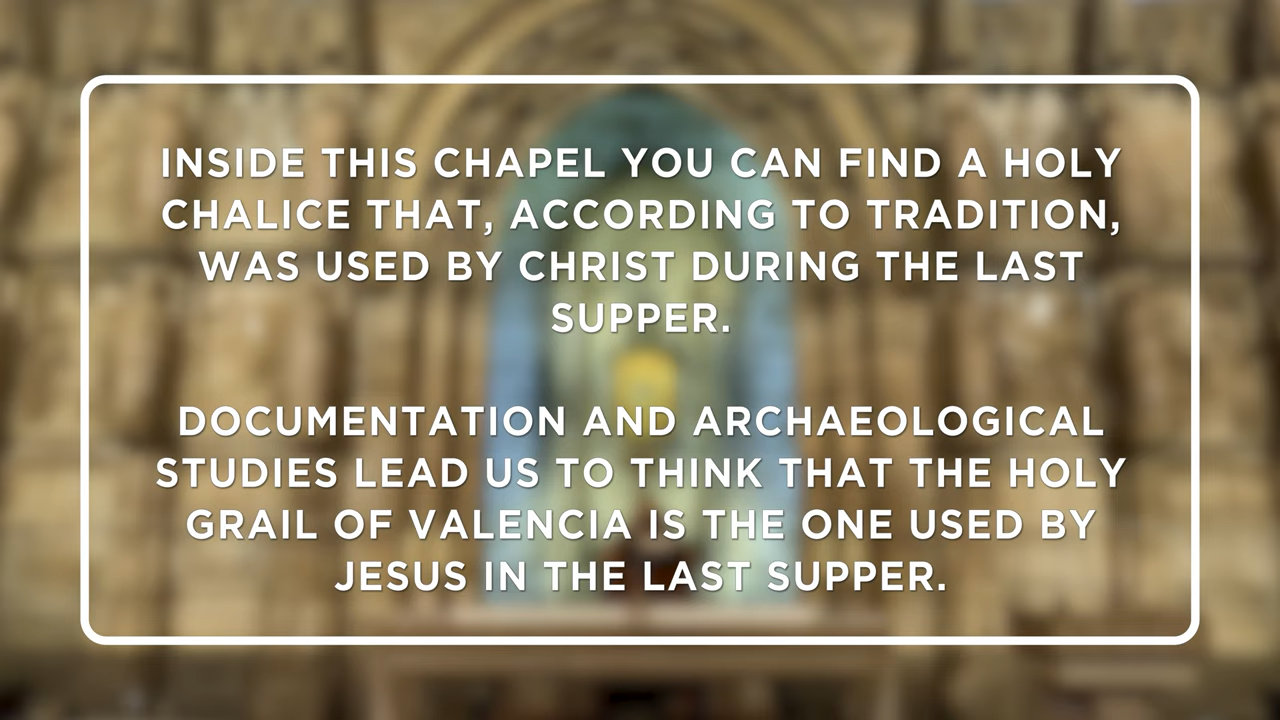 INSIDE THIS CHAPEL YOU CAN FIND A HOLY
CHALICE THAT, ACCORDING TO TRADITION,
WAS USED BY CHRIST DURING THE LAST
SUPPER.
DOCUMENTATION AND ARCHAEOLOGICAL
STUDIES LEAD US TO THINK THAT THE HOLY
GRAIL OF VALENCIA IS THE ONE USED BY
JESUS IN THE LAST SUPPER.